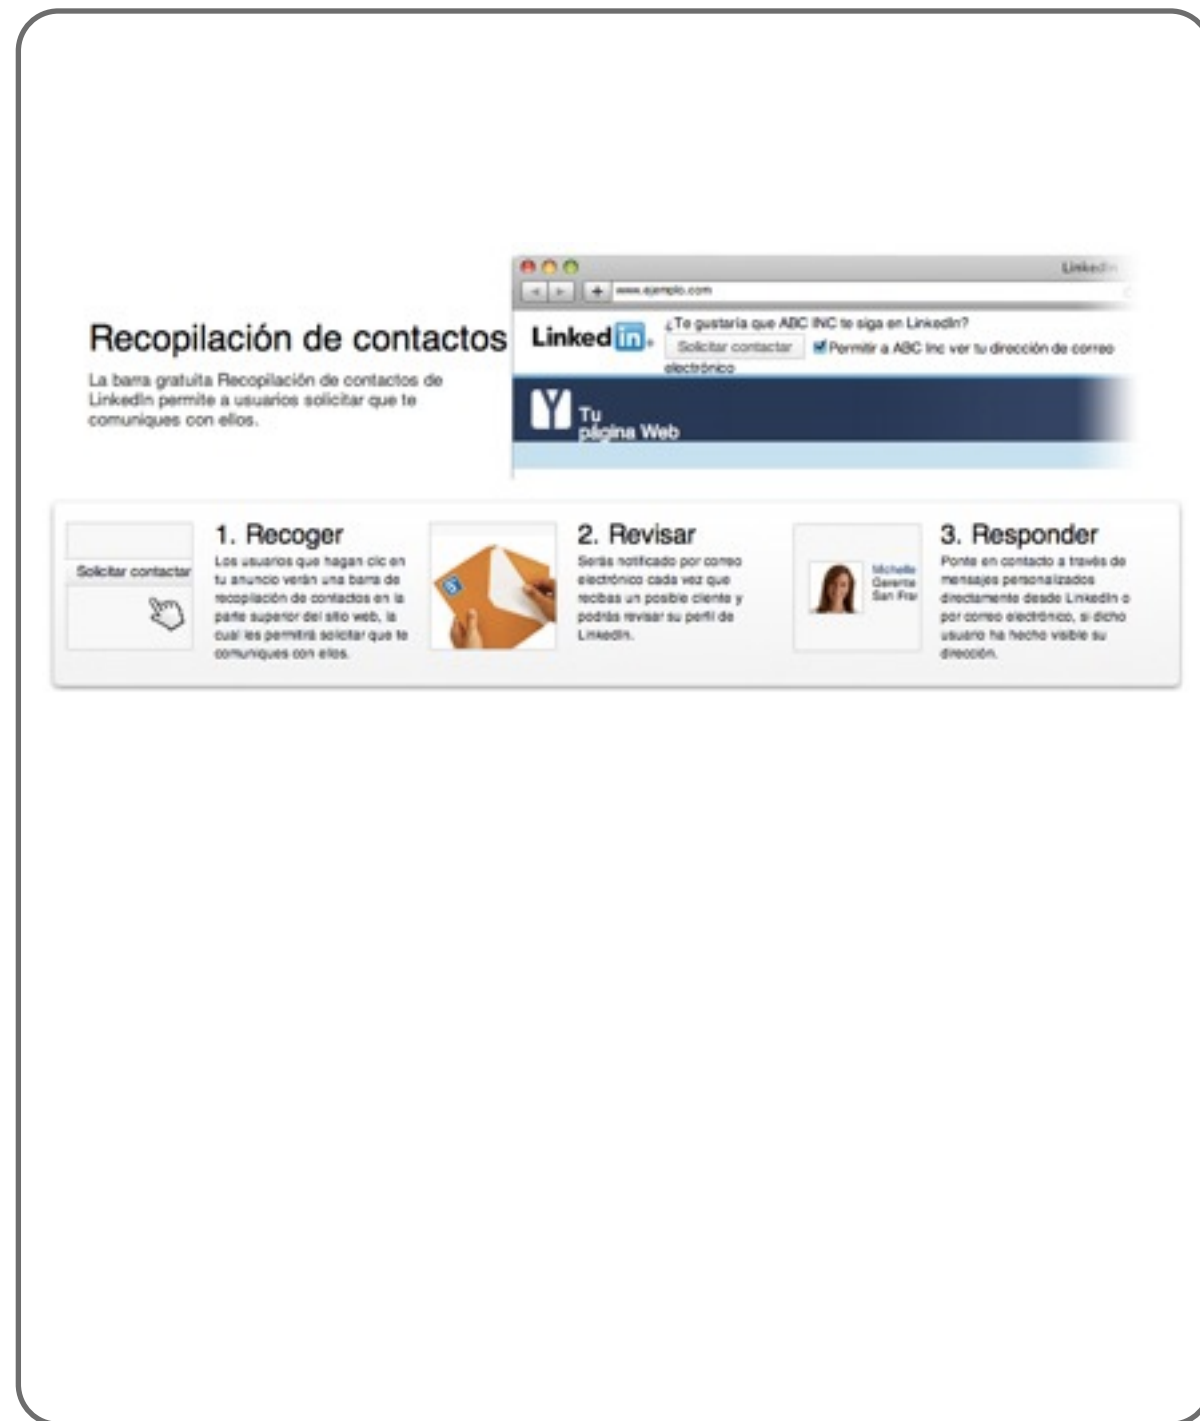 Recopilación de contactos
La barra gratuita Recopilación de contactos de
LinkedIn permite a usuarios solicitar que te
comuniques con ellos.
LinkedIn
www.ejemplo.com
Linked in
¿Te gustaría que ABC INC te siga en LinkedIn?
Solicitar contactar
Permitir a ABC Inc ver tu dirección de correo
electrónico
Tu
página Web
Solicitar contactar
1. Recoger
Los usuarios que hagan clic en
tu anuncio verán una barra de
recopilación de contactos en la
parte superior del sitio web, la
cual les permitirá solicitar que te
comuniques con ellos.
in
2. Revisar
Serás notificado por correo
electrónico cada vez que
recibas un posible cliente y
podrás revisar su perfil de
LinkedIn.
Michelle
Gerente
San Fra
3. Responder
Ponte en contacto a través de
mensajes personalizados
directamente desde LinkedIn o
por correo electrónico, si dicho
usuario ha hecho visible su
dirección.